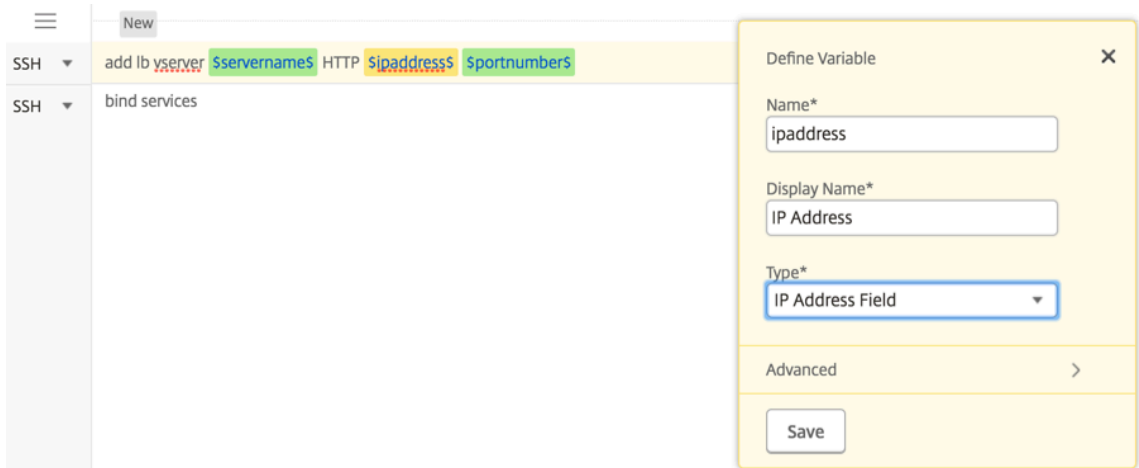 New
SSH add lb vserver $servername$ HTTP $ipaddress$ $portnumber$
SSH bind services
Define Variable
Name*
ipaddress
Display Name*
IP Address
Type*
IP Address Field
Advanced
Save